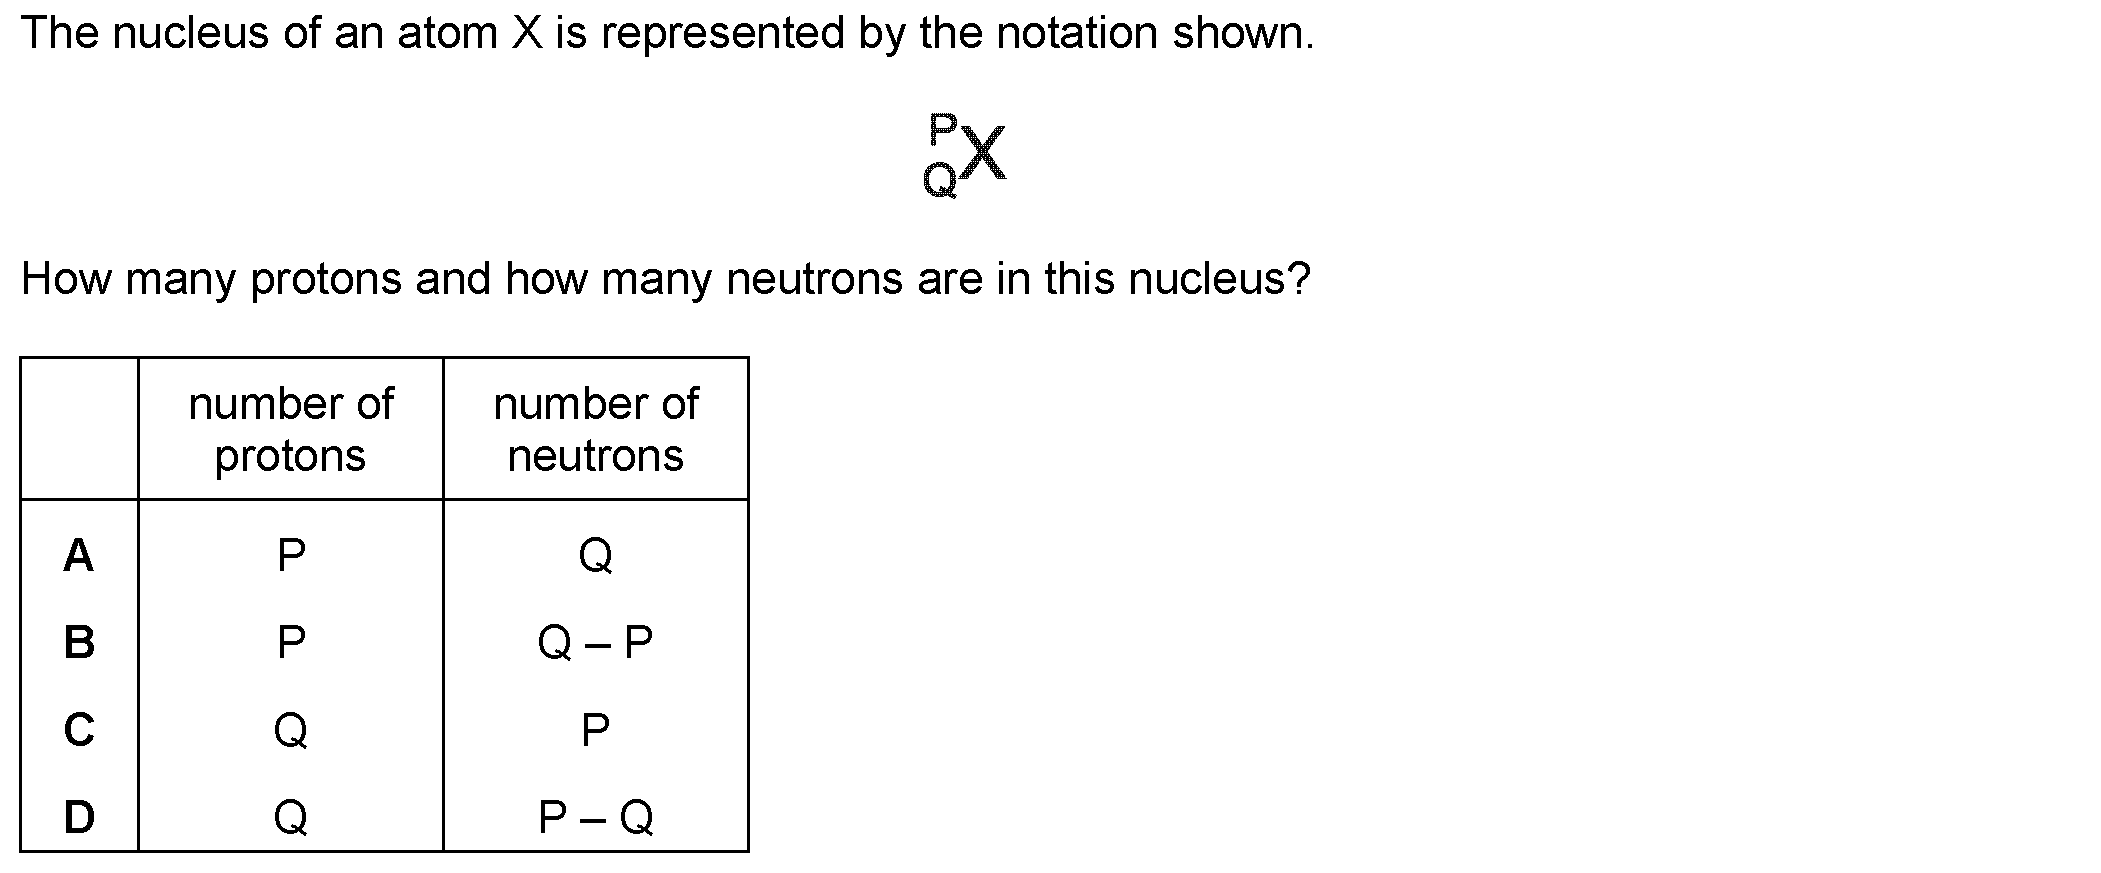 The nucleus of an atom X is represented by the notation shown.
P
X
Q
How many protons and how many neutrons are in this nucleus?
number of protons number of neutrons
A P Q
B P Q – P
C Q P
D Q P – Q